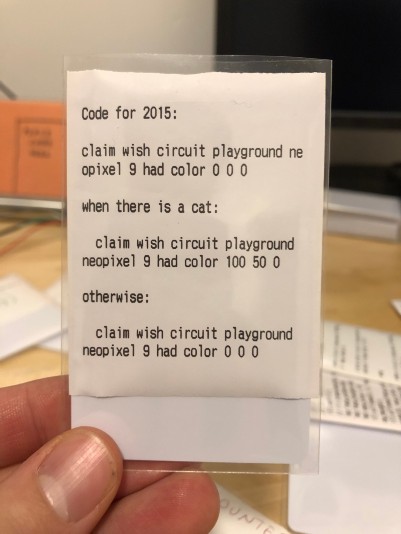 Code for 2015:
claim wish circuit playground ne
opixel 9 had color 0 0 0
when there is a cat:
claim wish circuit playground
neopixel 9 had color 100 50 0
otherwise:
claim wish circuit playground
neopixel 9 had color 0 0 0